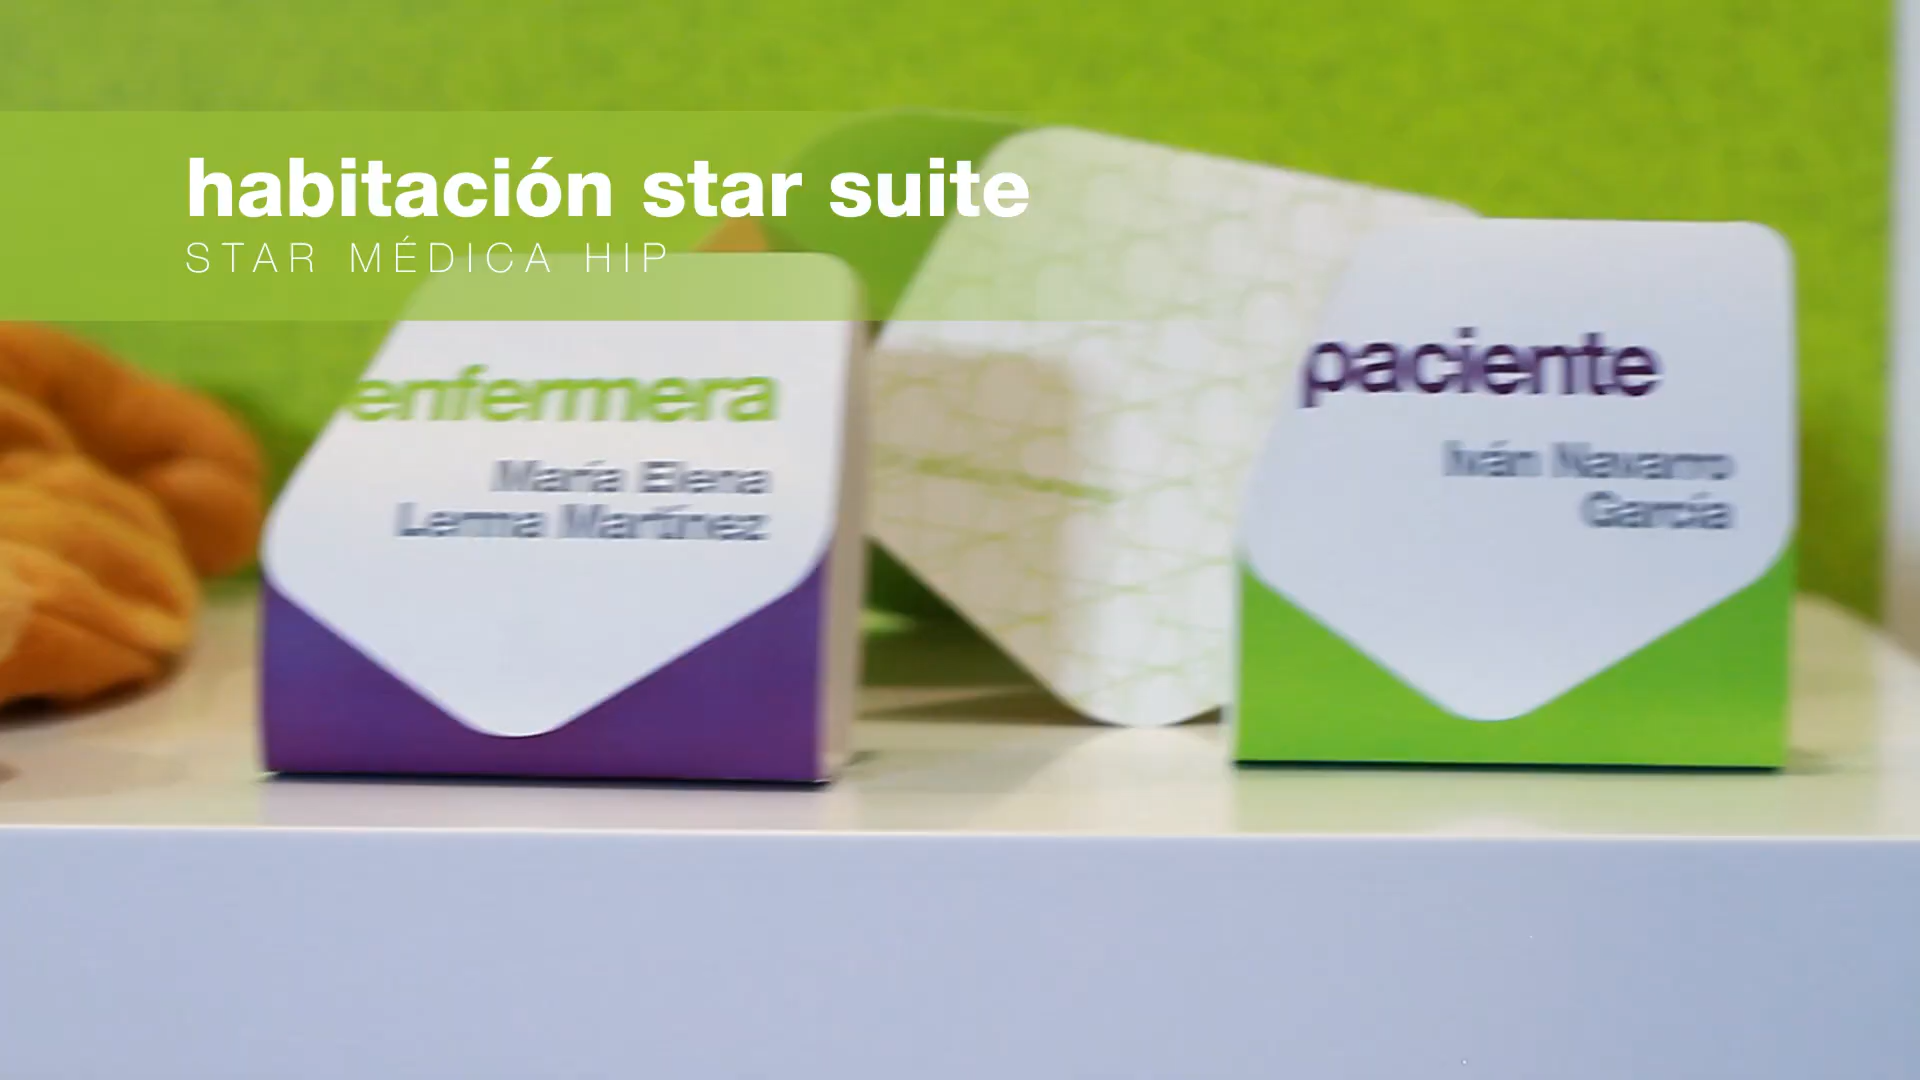 habitación star suite
STAR MÉDICA HIP
enfermera
María Elena
Lerma Martínez
paciente
Iván Navarro
García